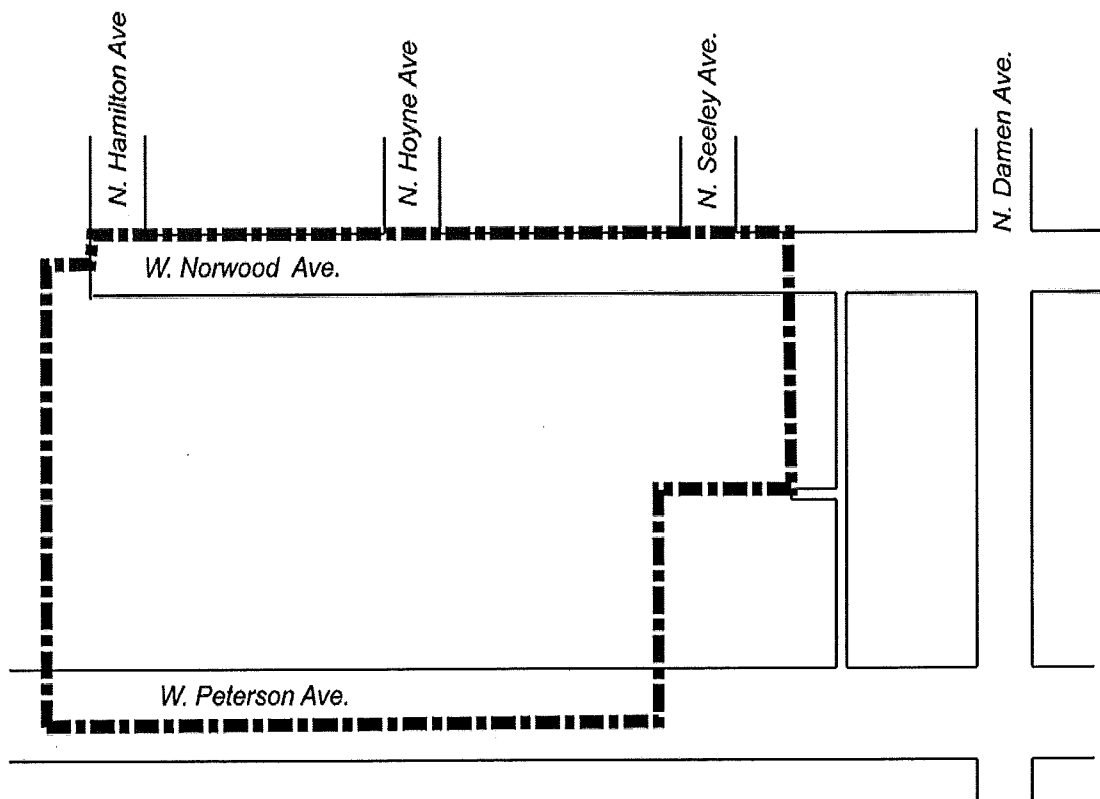 N. Hamilton Ave
N. Hoyne Ave
N. Seeley Ave.
N. Damen Ave.
W. Norwood Ave.
W. Peterson Ave.